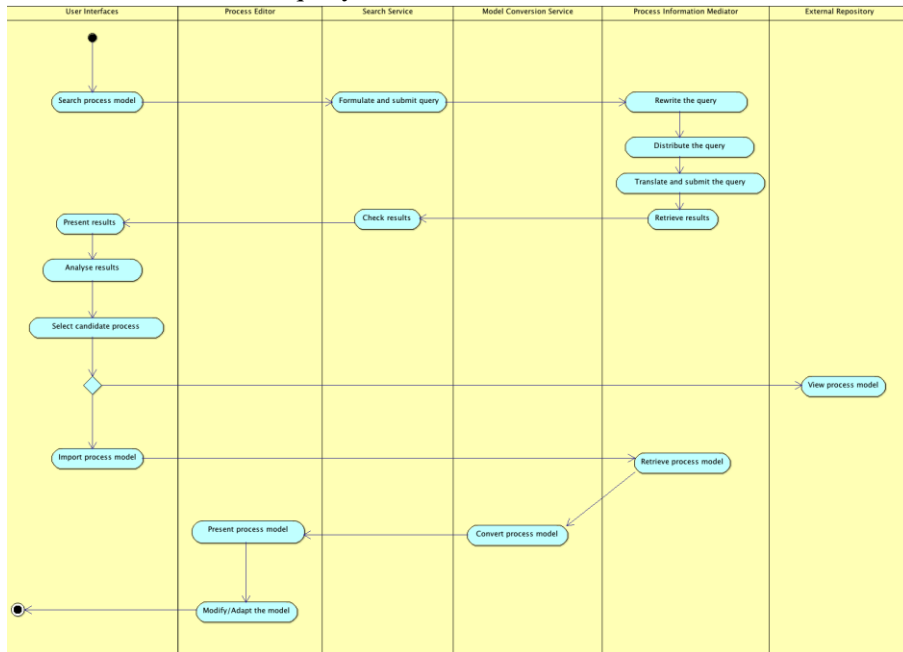 User Interfaces
Process Editor
Search Service
Model Conversion Service
Process Information Mediator
External Repository
Search process model
Formulate and submit query
Rewrite the query
Distribute the query
Translate and submit the query
Present results
Check results
Retrieve results
Analyse results
Select candidate process
View process model
Import process model
Retrieve process model
Present process model
Convert process model
Modify/Adapt the model